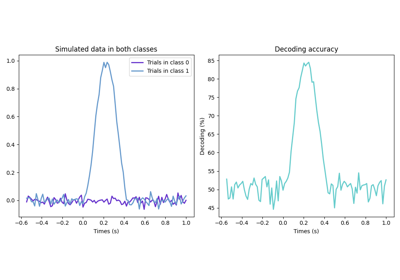 Simulated data in both classes
Trials in class 0
Trials in class 1
1.0
0.8
0.6
0.4
0.2
0.0
−0.6 −0.4 −0.2 0.0 0.2 0.4 0.6 0.8 1.0
Times (s)
Decoding accuracy
Decoding (%)
85
80
75
70
65
60
55
50
45
−0.6 −0.4 −0.2 0.0 0.2 0.4 0.6 0.8 1.0
Times (s)